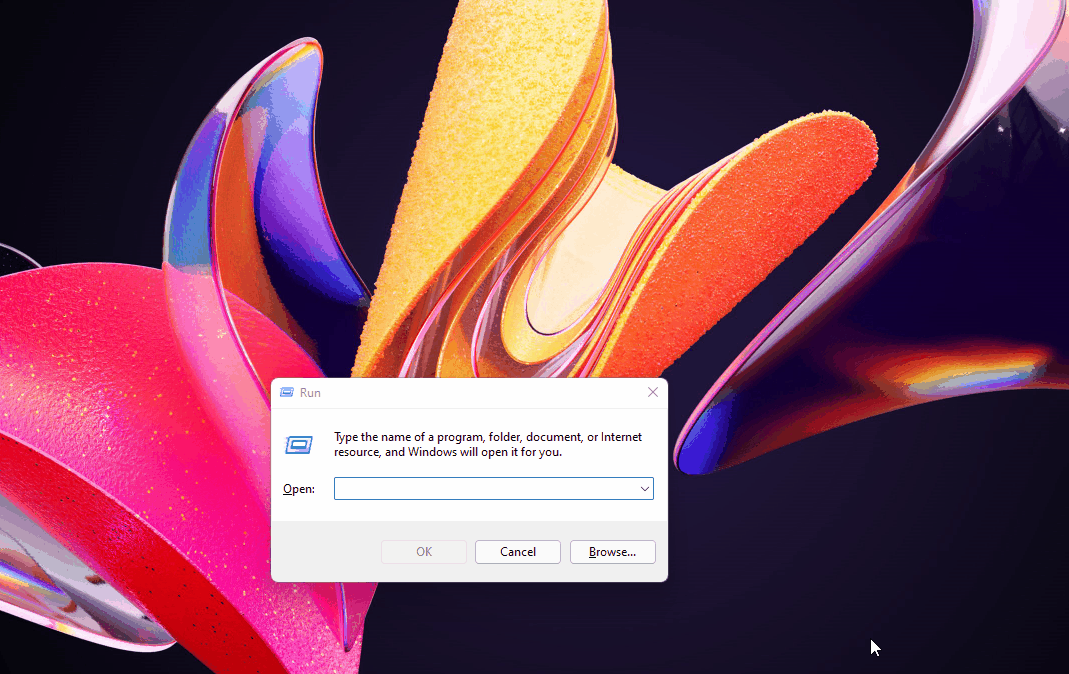 Run
Type the name of a program, folder, document, or Internet
resource, and Windows will open it for you.
Open:
OK
Cancel
Browse...